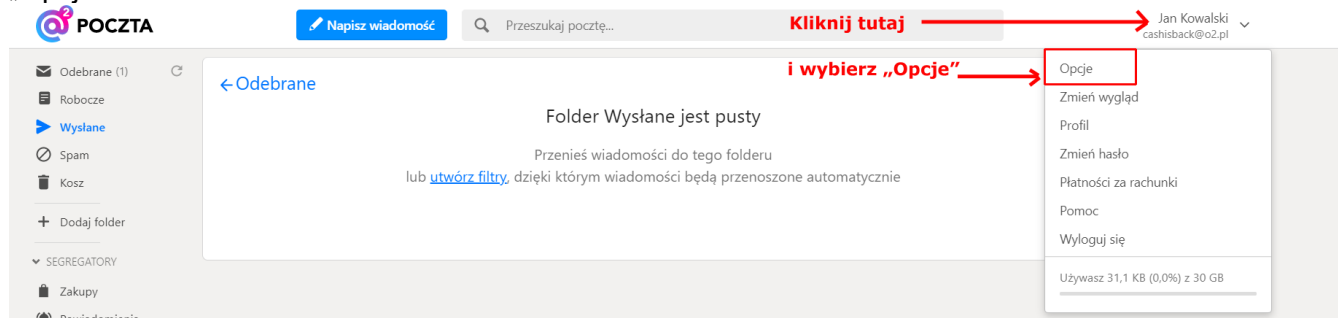 @2 POCZTA
Napisz wiadomość
Przeszukaj pocztę...
Kliknij tutaj
Jan Kowalski
cashisback@o2.pl
Odebrane (1)
Robocze
Wysłane
Spam
Kosz
Dodaj folder
SEGREGATORY
Zakupy
Powiadomienia
←Odebrane
Folder Wysłane jest pusty
Przenieś wiadomości do tego folderu
lub utwórz filtry, dzięki którym wiadomości będą przenoszone automatycznie
i wybierz „Opcje”
Opcje
Zmień wygląd
Profil
Zmień hasło
Płatności za rachunki
Pomoc
Wyloguj się
Używasz 31,1 KB (0,0%) z 30 GB